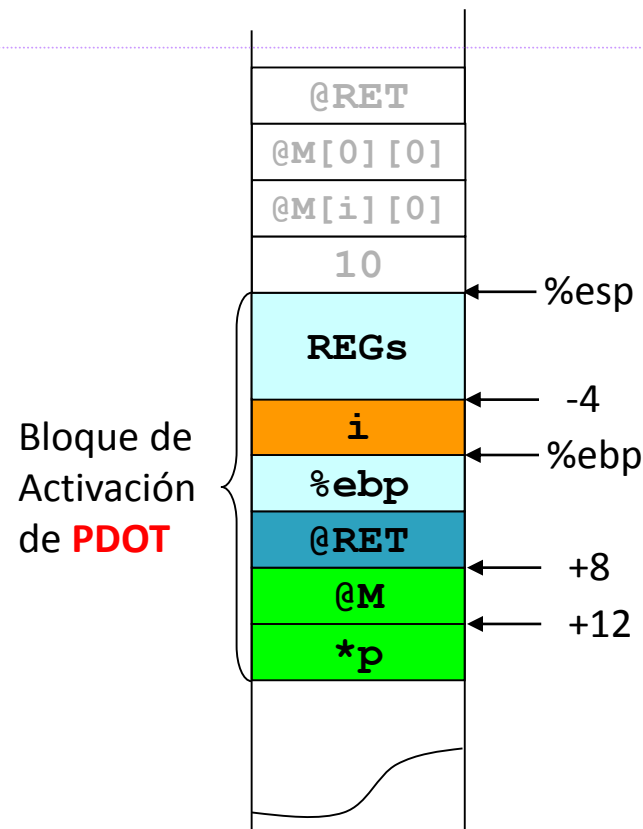 @RET
@M[0][0]
@M[i][0]
10
%esp
REGs
-4
i
%ebp
%ebp
@RET
+8
@M
+12
*p
Bloque de
Activación
de PDOT